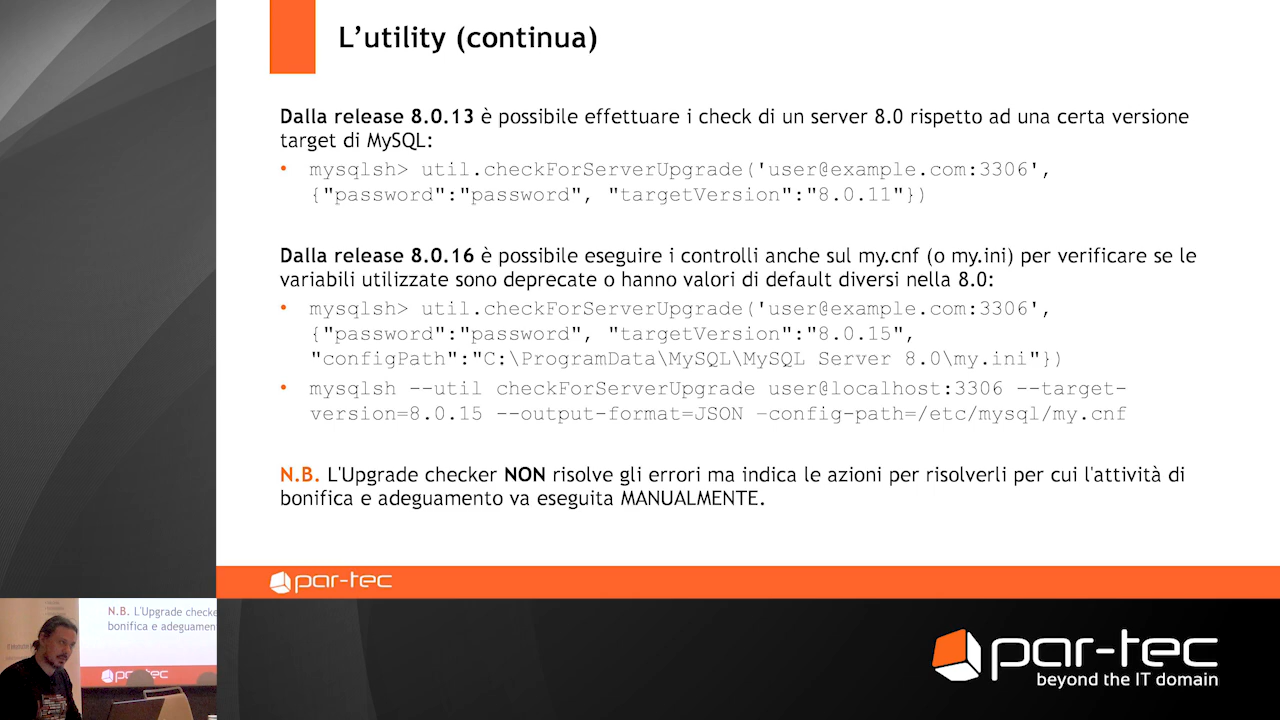 L’utility (continua)
Dalla release 8.0.13 è possibile effettuare i check di un server 8.0 rispetto ad una certa versione
target di MySQL:
• mysqlsh> util.checkForServerUpgrade('user@example.com:3306',
{"password":"password", "targetVersion":"8.0.11"})
Dalla release 8.0.16 è possibile eseguire i controlli anche sul my.cnf (o my.ini) per verificare se le
variabili utilizzate sono deprecate o hanno valori di default diversi nella 8.0:
• mysqlsh> util.checkForServerUpgrade('user@example.com:3306',
{"password":"password", "targetVersion":"8.0.15",
"configPath":"C:\ProgramData\MySQL\MySQL Server 8.0\my.ini"})
• mysqlsh --util checkForServerUpgrade user@localhost:3306 --target-
version=8.0.15 --output-format=JSON –config-path=/etc/mysql/my.cnf
N.B. L'Upgrade checker NON risolve gli errori ma indica le azioni per risolverli per cui l'attività di
bonifica e adeguamento va eseguita MANUALMENTE.
par-tec
N.B. L'Upgrade checke
bonifica e adeguamen
par-tec
par-tec
beyond the IT domain